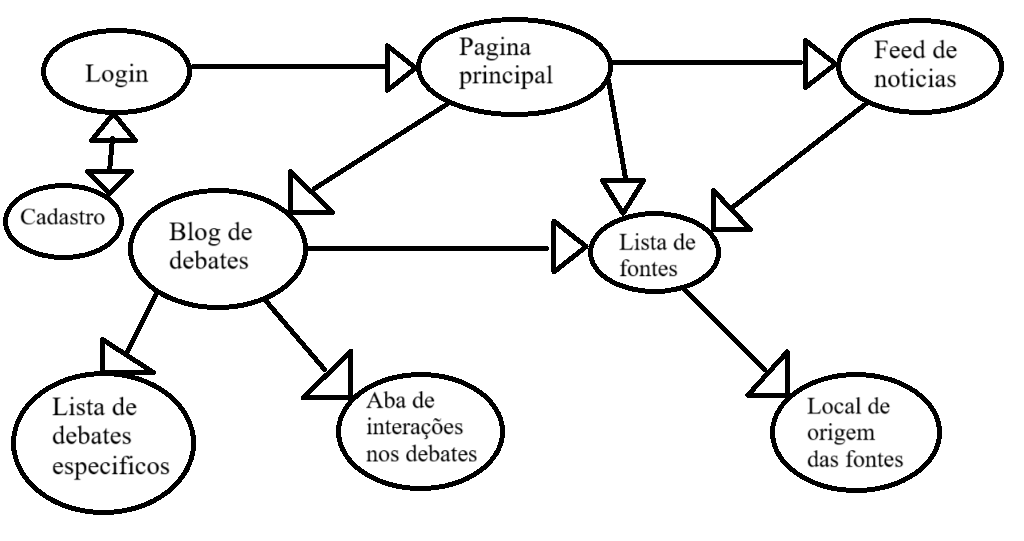 Login
Pagina
principal
Feed de
noticias
Cadastro
Blog de
debates
Lista de
fontes
Lista de
debates
especificos
Aba de
interações
nos debates
Local de
origem
das fontes